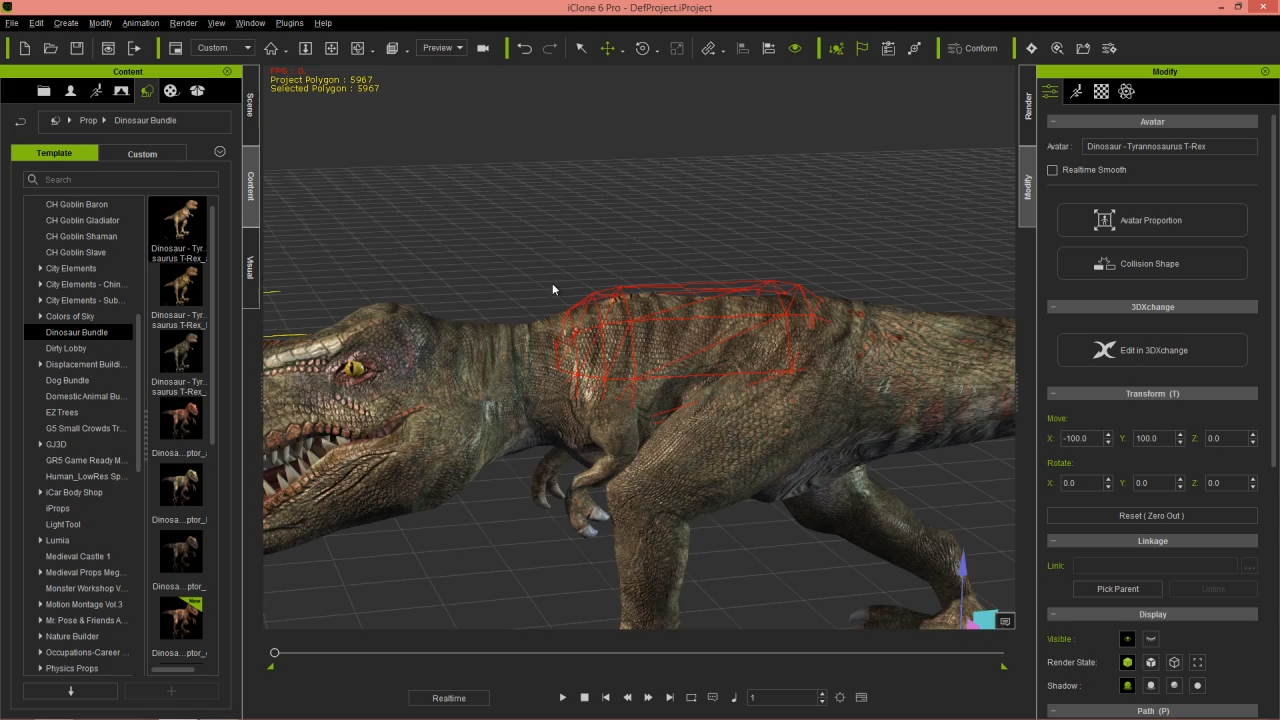 iClone 6 Pro - DefProject.iProject
File Edit Create Modify Animation Render View Window Plugins Help
Custom
Preview
Conform
Content
Prop
Dinosaur Bundle
Template
Custom
Search
CH Goblin Baron
CH Goblin Gladiator
CH Goblin Shaman
CH Goblin Slave
City Elements
City Elements - Chin...
City Elements - Sub...
Colors of Sky
Dinosaur Bundle
Dirty Lobby
Displacement Buildi...
Dog Bundle
Domestic Animal Bu...
EZ Trees
G5 Small Crowds Tr...
GJ3D
GR5 Game Ready M...
Human_LowRes Sp...
iCar Body Shop
iProps
Light Tool
Lumia
Medieval Castle 1
Medieval Props Meg...
Monster Workshop V...
Motion Montage Vol.3
Mr. Pose & Friends A...
Nature Builder
Occupations-Career ...
Physics Props
Dinosaur - Tyr...
saurus T-Rex_
Dinosaur - Tyr...
saurus T-Rex_
Dinosaur - Tyr...
saurus T-Rex_
Dinosa...ptor_
Dinosa...ptor_
Dinosa...ptor_
New
Dinosa...ptor_
Scene
Content
Visual
FPS : 0
Project Polygon : 5967
Selected Polygon : 5967
Realtime
1
Render
Modify
Modify
Avatar
Avatar : Dinosaur - Tyrannosaurus T-Rex
Realtime Smooth
Avatar Proportion
Collision Shape
3DXchange
Edit in 3DXchange
Transform (T)
Move:
X: -100.0 Y: 100.0 Z: 0.0
Rotate:
X: 0.0 Y: 0.0 Z: 0.0
Reset ( Zero Out )
Linkage
Link:
...
Pick Parent
Unlink
Display
Visible :
Render State:
Shadow :
Path (P)